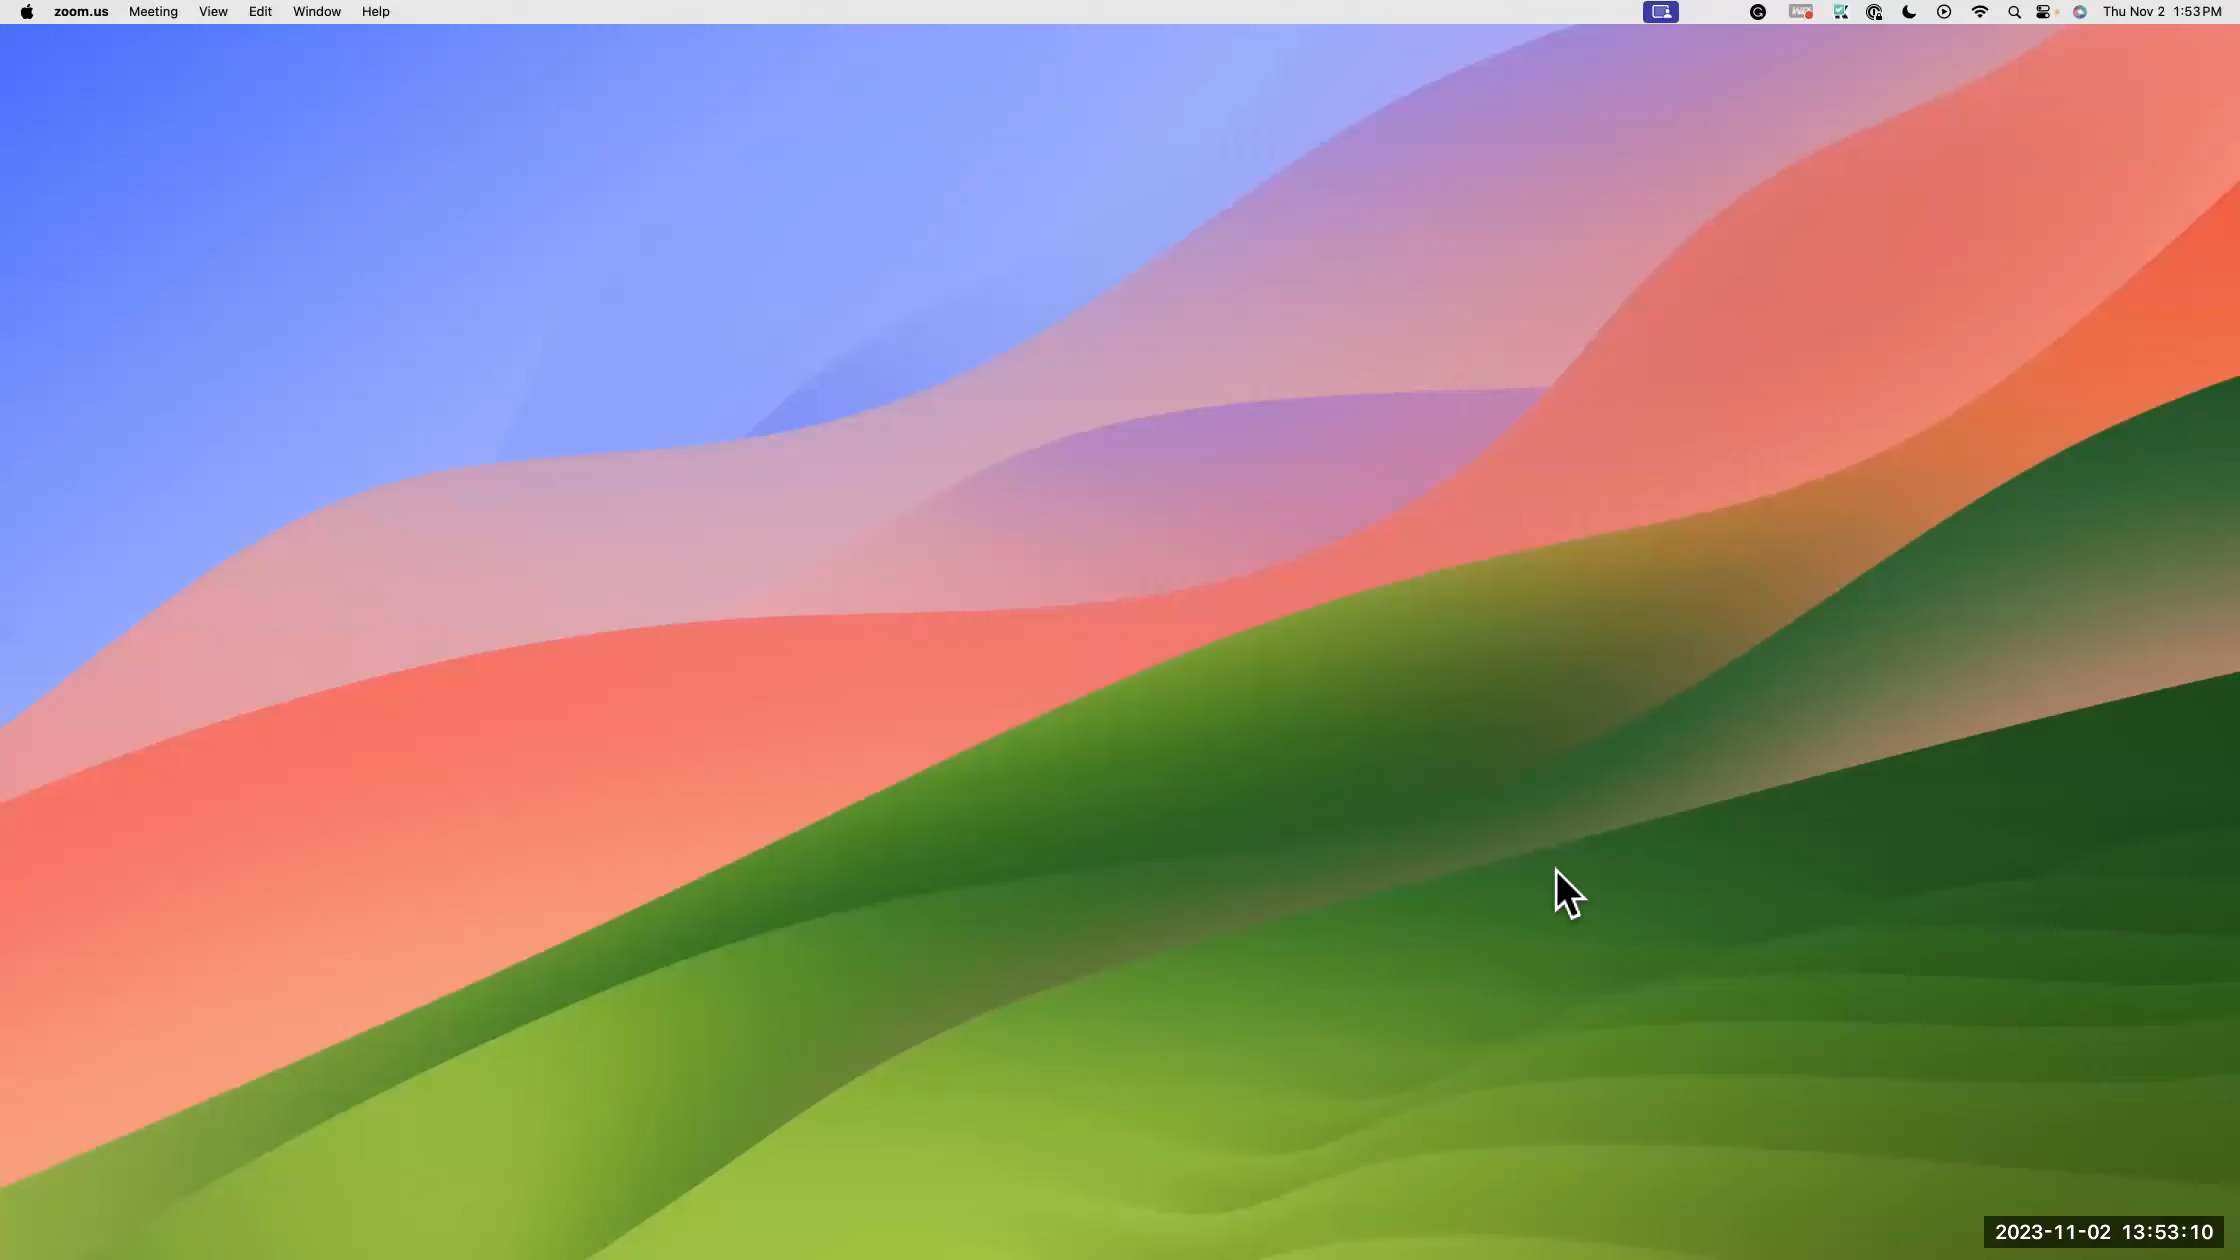 zoom.us Meeting View Edit Window Help Thu Nov 2 1:53 PM
2023-11-02 13:53:10